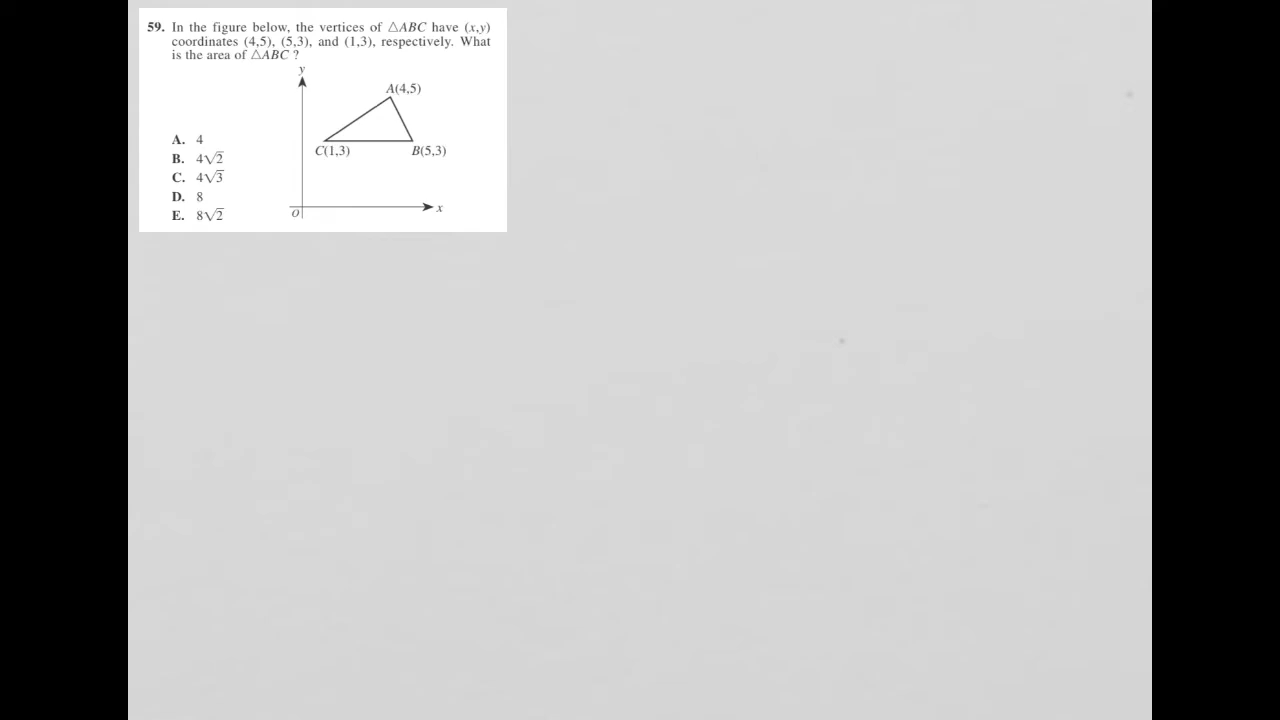 59. In the figure below, the vertices of △ABC have (x,y)
coordinates (4,5), (5,3), and (1,3), respectively. What
is the area of △ABC ?
y
A(4,5)
A. 4
C(1,3)
B(5,3)
B. 4√2
C. 4√3
D. 8
x
O
E. 8√2